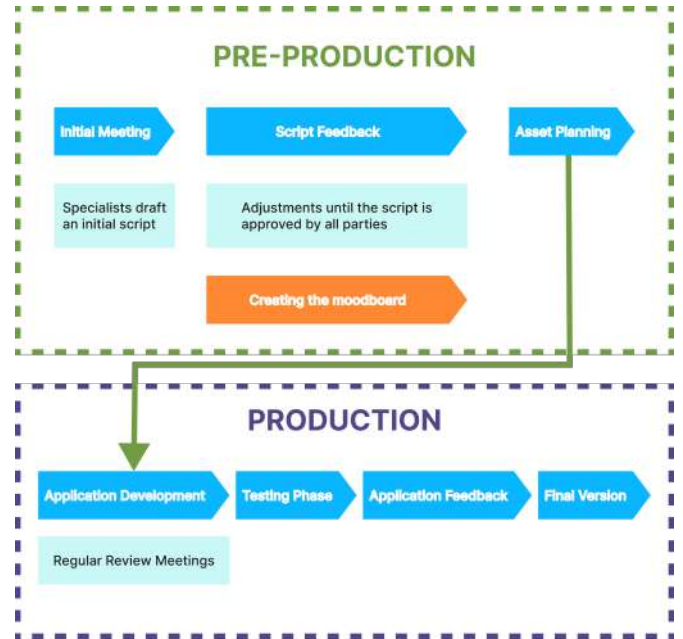 PRE-PRODUCTION
Initial Meeting
Script Feedback
Asset Planning
Specialists draft
an initial script
Adjustments until the script is
approved by all parties
Creating the moodboard
PRODUCTION
Application Development
Testing Phase
Application Feedback
Final Version
Regular Review Meetings